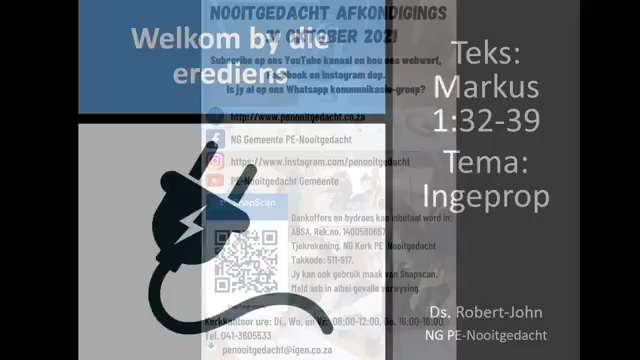 NOOITGEDACHT AFKONDIGINGS
31 OKTOBER 2021
Welkom by die
erediens
Subscribe op ons YouTube kanaal en hou ons webwerf,
Facebook en Instagram dop.
Is jy al op ons Whatsapp kommunikasie-groep?
http://www.penooitgedacht.co.za
NG Gemeente PE-Nooitgedacht
https://www.instagram.com/penooitgedacht
PE-Nooitgedacht Gemeente
SnapScan
Dankoffers en bydraes kan inbetaal word in:
ABSA, Rek.no. 1400580657
Tjekrekening, NG Kerk PE Nooitgedacht
Takkode: 511-917.
Jy kan ook gebruik maak van Snapscan.
Meld asb in albei gevalle verwysing.
Kerkkantoor ure: Di., Wo. en Vr. 08:00-12:00, Do. 16:00-18:00
Tel. 041-3605533
penooitgedacht@igen.co.za
Teks:
Markus
1:32-39
Tema:
Ingeprop
Ds. Robert-John
NG PE-Nooitgedacht